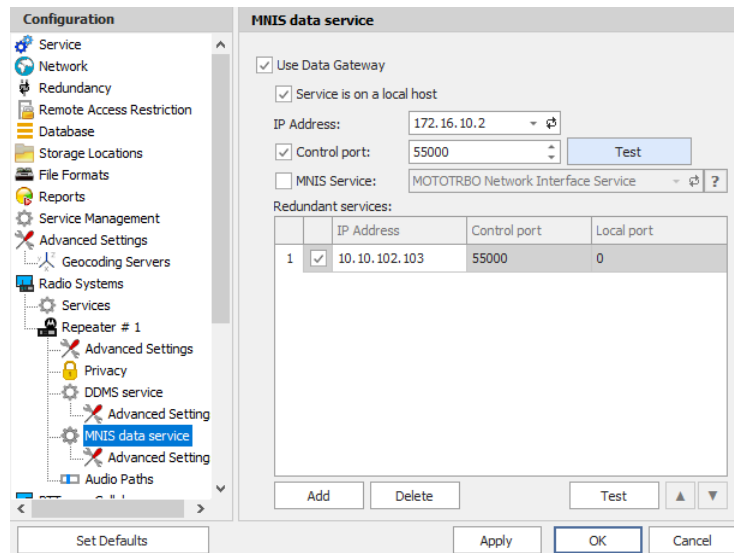 Configuration
Service
Network
Redundancy
Remote Access Restriction
Database
Storage Locations
File Formats
Reports
Service Management
Advanced Settings
Geocoding Servers
Radio Systems
Services
Repeater # 1
Advanced Settings
Privacy
DDMS service
Advanced Setting
MNIS data service
Advanced Setting
Audio Paths
Set Defaults
MNIS data service
Use Data Gateway
Service is on a local host
IP Address: 172.16.10.2
Control port: 55000 Test
MNIS Service: MOTOTRBO Network Interface Service ?
Redundant services:
IP Address Control port Local port
1 10.10.102.103 55000 0
Add Delete Test
Apply OK Cancel